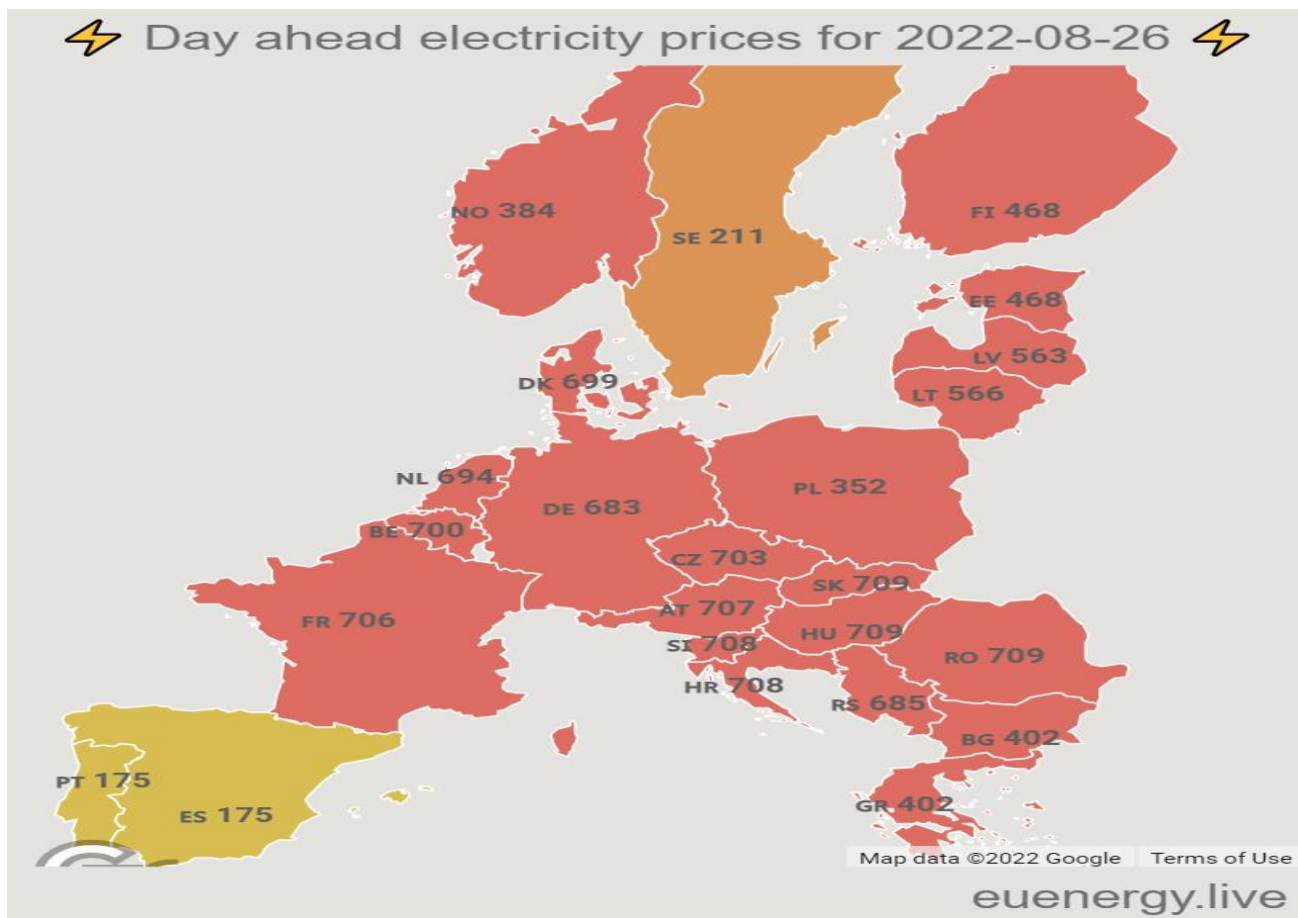 ⚡ Day ahead electricity prices for 2022-08-26 ⚡
NO 384
FI 468
SE 211
EE 468
LV 563
DK 699
LT 566
NL 694
PL 352
DE 683
BE 700
CZ 703
SK 709
AT 707
FR 706
HU 709
SI 708
RO 709
HR 708
RS 685
BG 402
PT 175
GR 402
ES 175
Map data ©2022 Google Terms of Use
euenergy.live